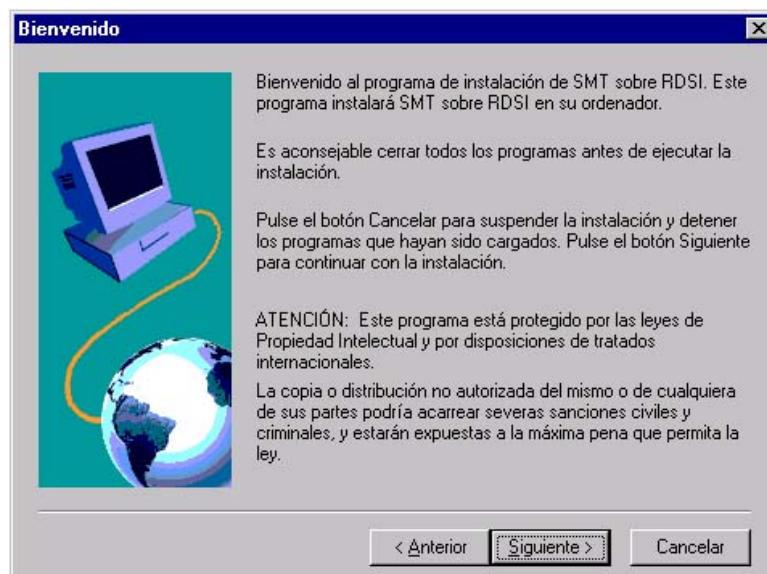 Bienvenido
Bienvenido al programa de instalación de SMT sobre RDSI. Este
programa instalará SMT sobre RDSI en su ordenador.
Es aconsejable cerrar todos los programas antes de ejecutar la
instalación.
Pulse el botón Cancelar para suspender la instalación y detener
los programas que hayan sido cargados. Pulse el botón Siguiente
para continuar con la instalación.
ATENCIÓN: Este programa está protegido por las leyes de
Propiedad Intelectual y por disposiciones de tratados
internacionales.
La copia o distribución no autorizada del mismo o de cualquiera
de sus partes podría acarrear severas sanciones civiles y
criminales, y estarán expuestas a la máxima pena que permita la
ley.
< Anterior
Siguiente >
Cancelar